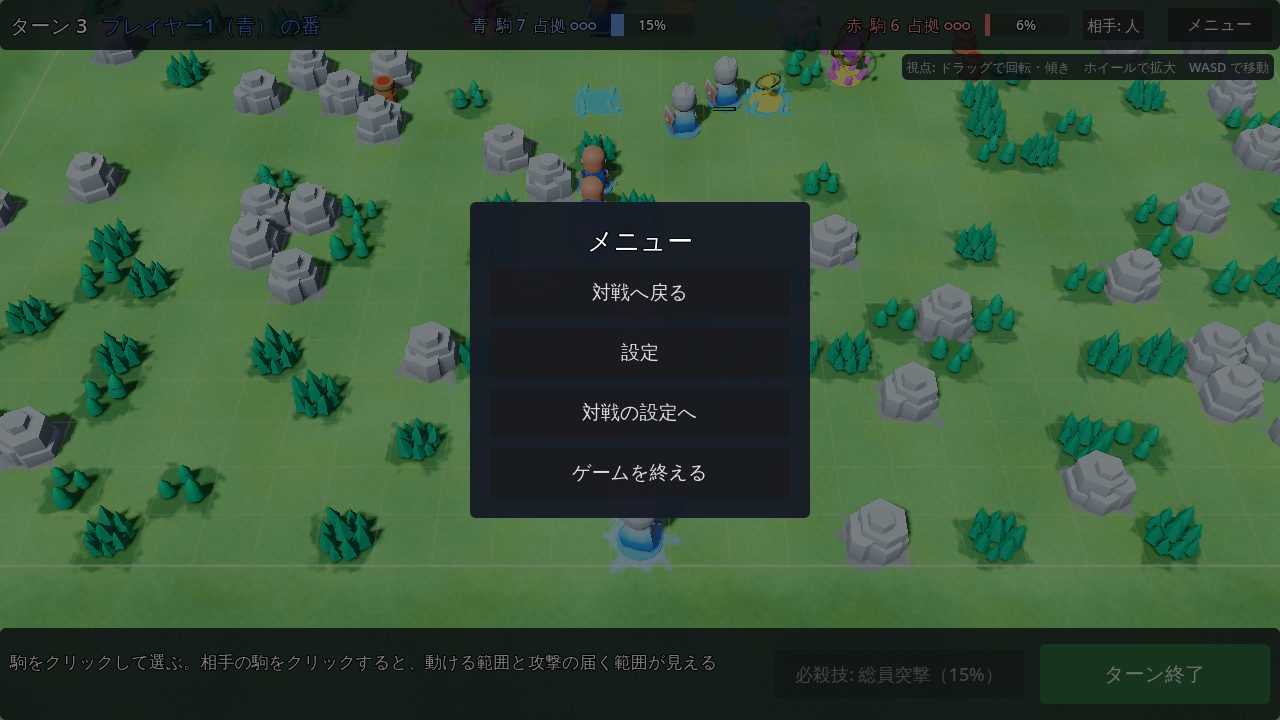 ターン 3 プレイヤー1（青）の番 青 駒 7 占拠 ○○○ 15% 赤 駒 6 占拠 ○○○ 6% 相手: 人 メニュー
視点: ドラッグで回転・傾き ホイールで拡大 WASD で移動
メニュー
対戦へ戻る
設定
対戦の設定へ
ゲームを終える
駒をクリックして選ぶ。相手の駒をクリックすると、動ける範囲と攻撃の届く範囲が見える
必殺技: 総員突撃（15%）
ターン終了